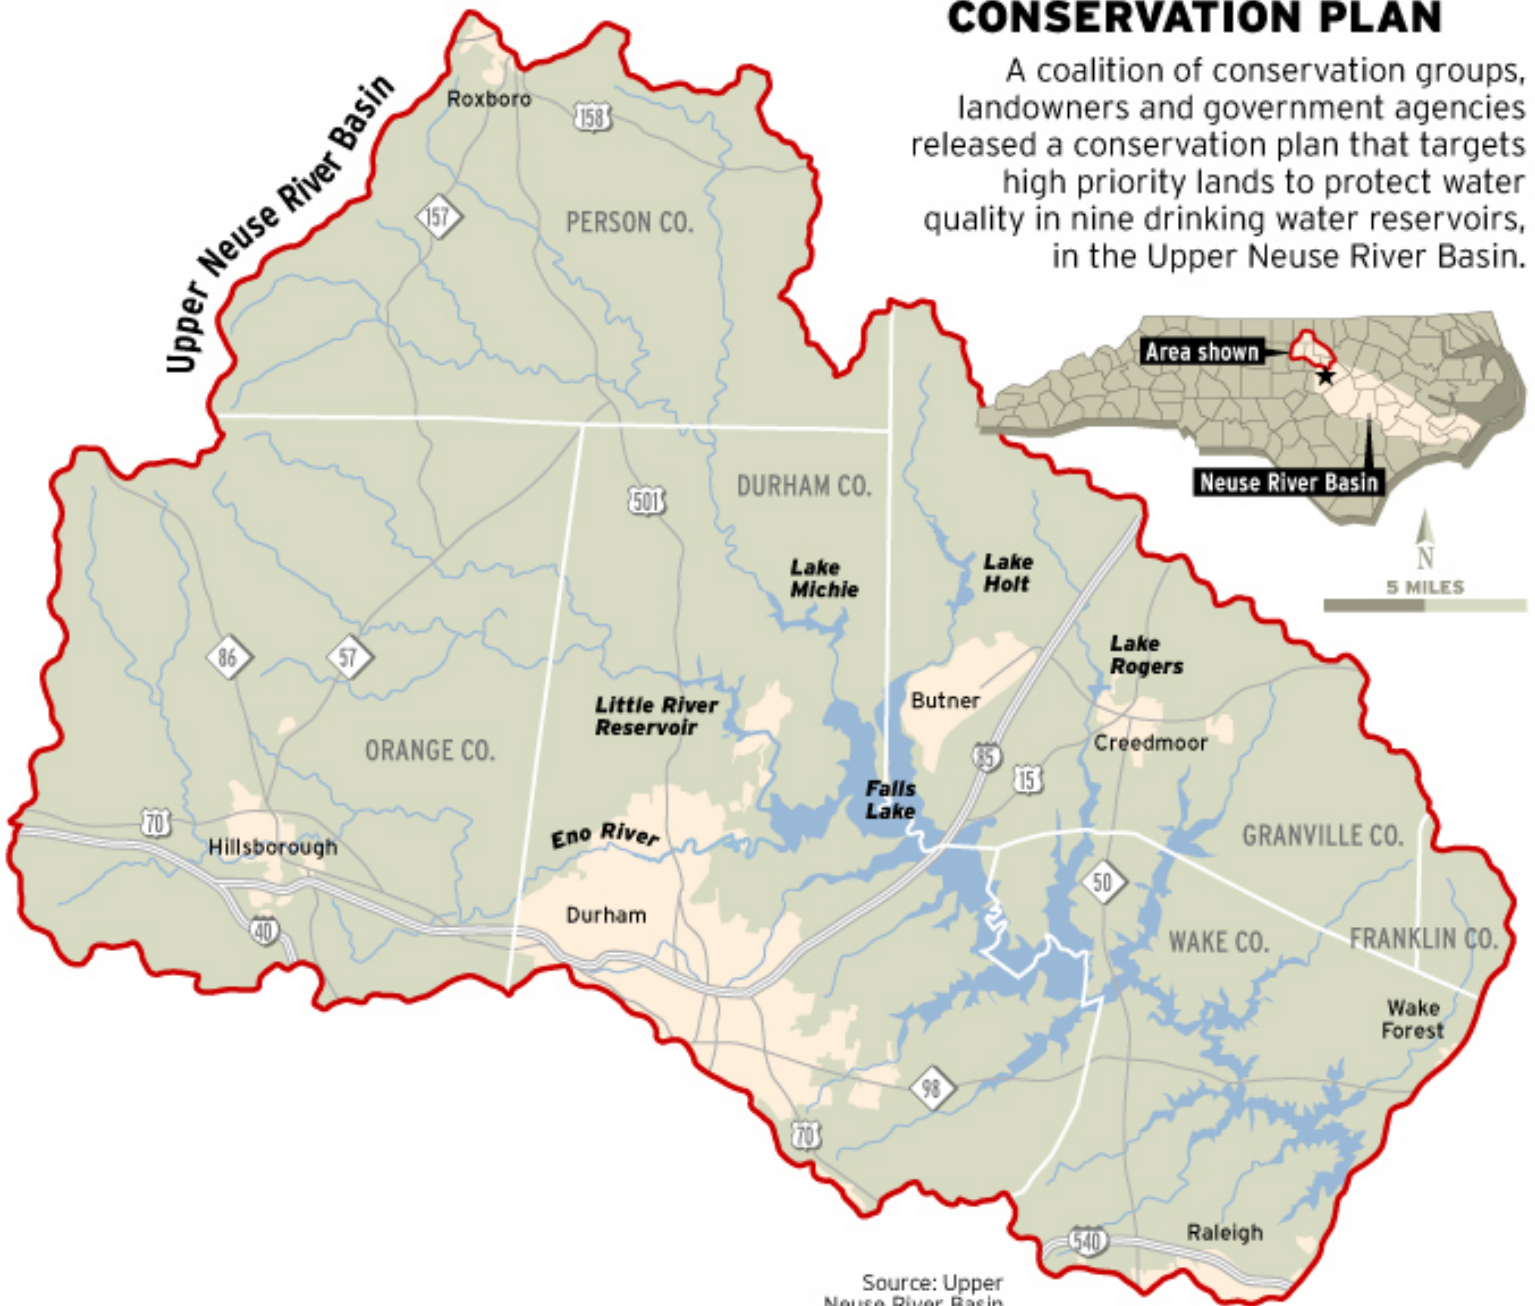 CONSERVATION PLAN
A coalition of conservation groups,
landowners and government agencies
released a conservation plan that targets
high priority lands to protect water
quality in nine drinking water reservoirs,
in the Upper Neuse River Basin.
Upper Neuse River Basin
Roxboro
158
157
PERSON CO.
Area shown
Neuse River Basin
N
5 MILES
DURHAM CO.
501
Lake
Michie
Lake
Holt
Lake
Rogers
86
57
Little River
Reservoir
Butner
Creedmoor
ORANGE CO.
85
15
Falls
Lake
70
Hillsborough
Eno River
GRANVILLE CO.
50
40
Durham
WAKE CO.
FRANKLIN CO.
Wake
Forest
98
70
540
Raleigh
Source: Upper
Neuse River Basin